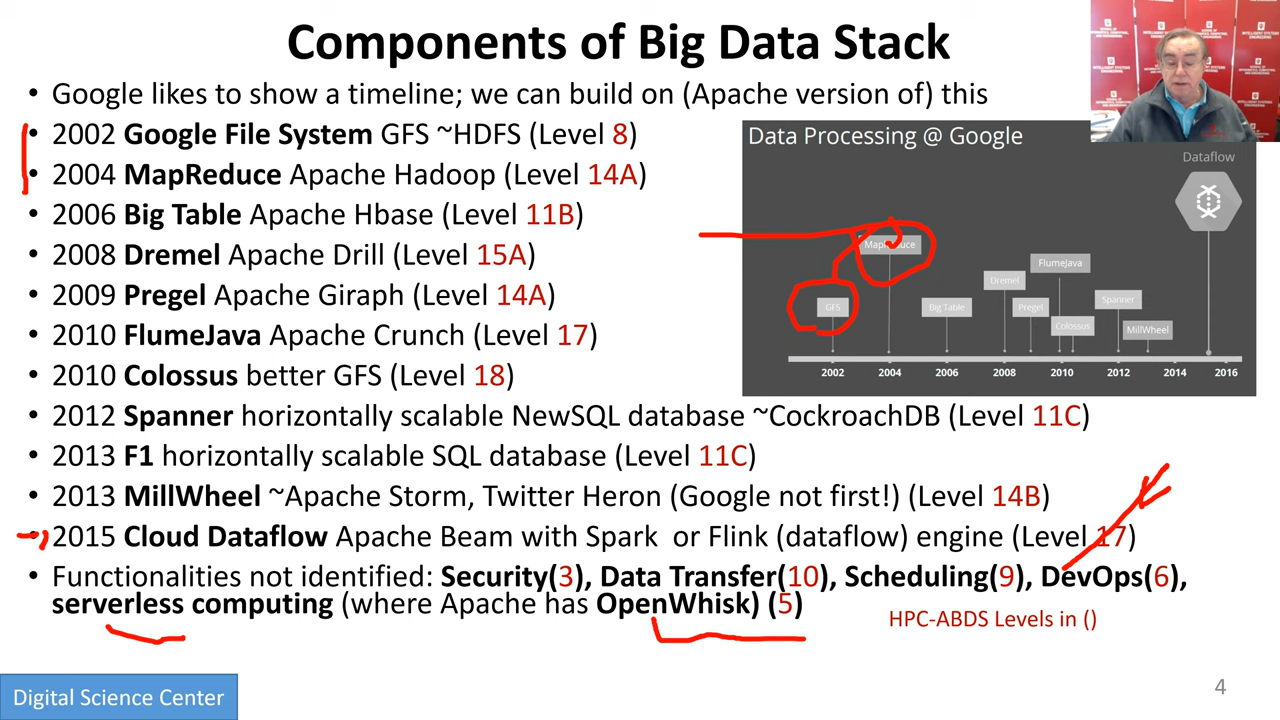 Components of Big Data Stack
• Google likes to show a timeline; we can build on (Apache version of) this
• 2002 Google File System GFS ~HDFS (Level 8)
• 2004 MapReduce Apache Hadoop (Level 14A)
• 2006 Big Table Apache Hbase (Level 11B)
• 2008 Dremel Apache Drill (Level 15A)
• 2009 Pregel Apache Giraph (Level 14A)
• 2010 FlumeJava Apache Crunch (Level 17)
• 2010 Colossus better GFS (Level 18)
• 2012 Spanner horizontally scalable NewSQL database ~CockroachDB (Level 11C)
• 2013 F1 horizontally scalable SQL database (Level 11C)
• 2013 MillWheel ~Apache Storm, Twitter Heron (Google not first!) (Level 14B)
• 2015 Cloud Dataflow Apache Beam with Spark or Flink (dataflow) engine (Level 17)
• Functionalities not identified: Security(3), Data Transfer(10), Scheduling(9), DevOps(6),
serverless computing (where Apache has OpenWhisk) (5)
HPC-ABDS Levels in ()
Data Processing @ Google
Dataflow
MapReduce
FlumeJava
Dremel
GFS
Big Table
Pregel
Spanner
Colossus
MillWheel
2002 2004 2006 2008 2010 2012 2014 2016
Digital Science Center
4